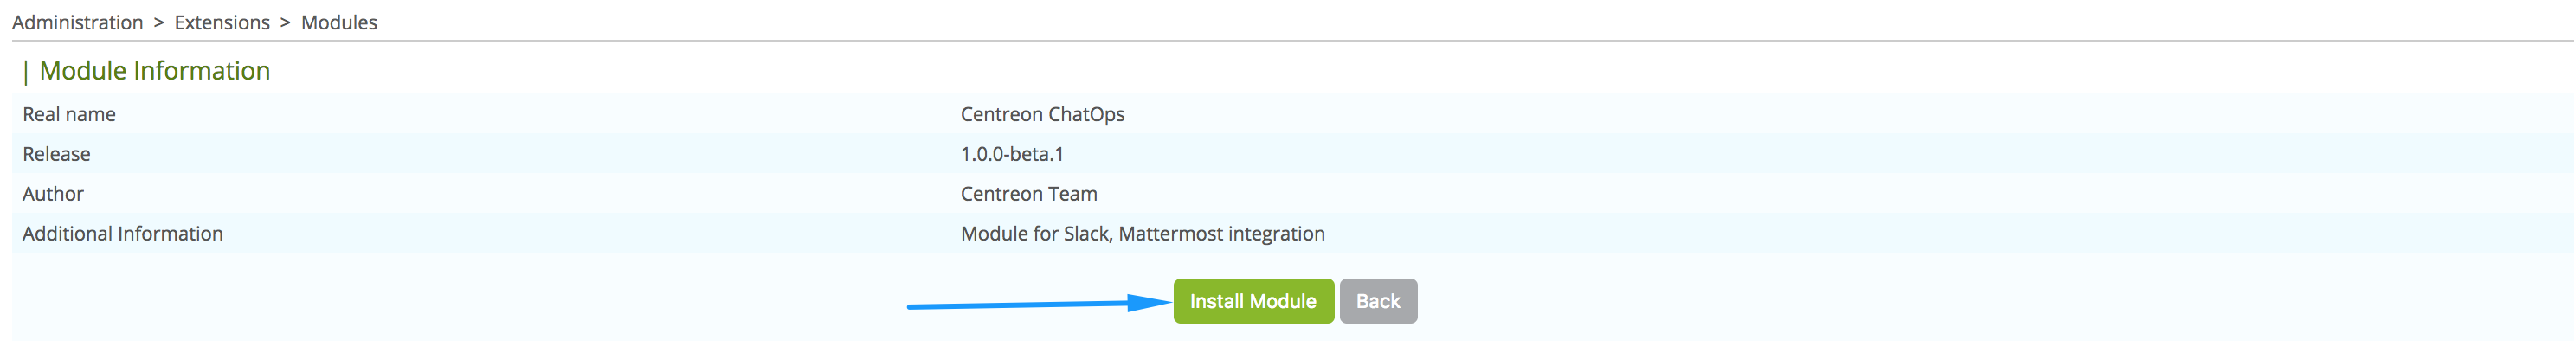 Administration > Extensions > Modules
| Module Information
Real name Centreon ChatOps
Release 1.0.0-beta.1
Author Centreon Team
Additional Information Module for Slack, Mattermost integration
Install Module Back